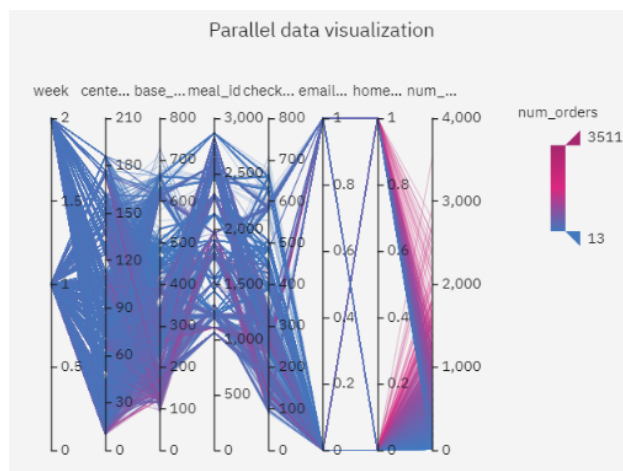 Parallel data visualization
week cente... base_... meal_id check... email... home... num_...
num_orders
2 210 800 3,000 800 1 1 4,000
3511
180 700 2,500 700
1.5 150 600 600 0.8 0.8 3,000
13
500 2,000 500
120 0.6 0.6
1 400 1,500 400 2,000
90
300 1,000 300 0.4 0.4
0.5 60 200 200 1,000
500 0.2 0.2
30 100 100
0 0 0 0 0 0 0 0